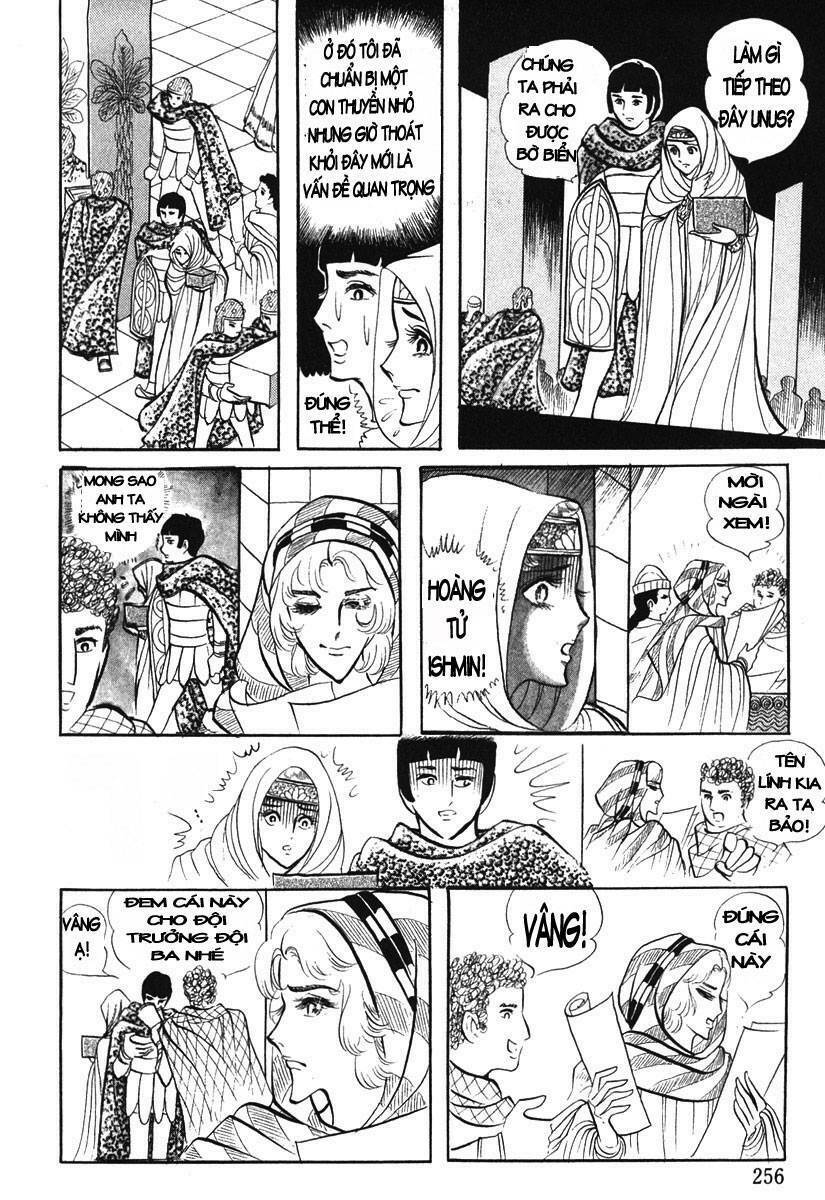 LÀM GÌ
TIẾP THEO
ĐÂY UNUS?
CHÚNG
TA PHẢI
RA CHO
ĐƯỢC
BỜ BIỂN
Ở ĐÓ TÔI ĐÃ
CHUẨN BỊ MỘT
CON THUYỀN NHỎ
NHƯNG GIỜ THOÁT
KHỎI ĐÂY MỚI LÀ
VẤN ĐỀ QUAN TRỌNG
ĐÚNG
THẾ!
MỜI
NGÀI
XEM!
HOÀNG
TỬ
ISHMIN!
MONG SAO
ANH TA
KHÔNG THẤY
MÌNH
TÊN
LÍNH KIA
RA TA
BẢO!
ĐÚNG
CÁI
NÀY
VÂNG!
ĐEM CÁI NÀY
CHO ĐỘI
TRƯỞNG ĐỘI
BA NHÉ
VÂNG
Ạ!
256